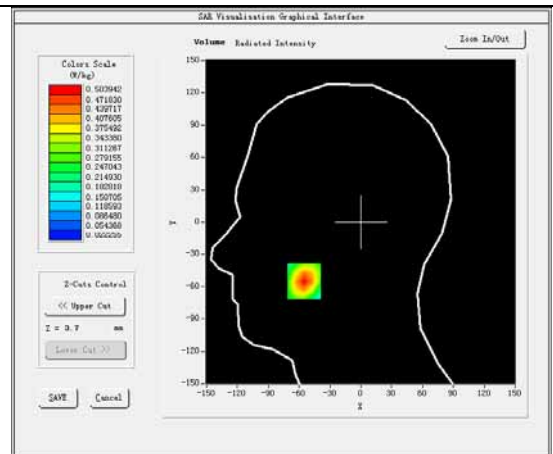 SAR Visualisation Graphical Interface
Volume Radiated Intensity
Zoom In/Out
Colors Scale
(W/kg)
0.503942
0.471830
0.439717
0.407605
0.375492
0.343380
0.311267
0.279155
0.247043
0.214930
0.182818
0.150705
0.118593
0.086480
0.054368
Z-Cuts Control
<< Upper Cut
Z = 3.7 mm
Lower Cut >>
SAVE Cancel
150
120
90
60
30
0
-30
-60
-90
-120
-150
Y
-150 -120 -90 -60 -30 0 30 60 90 120 150
X